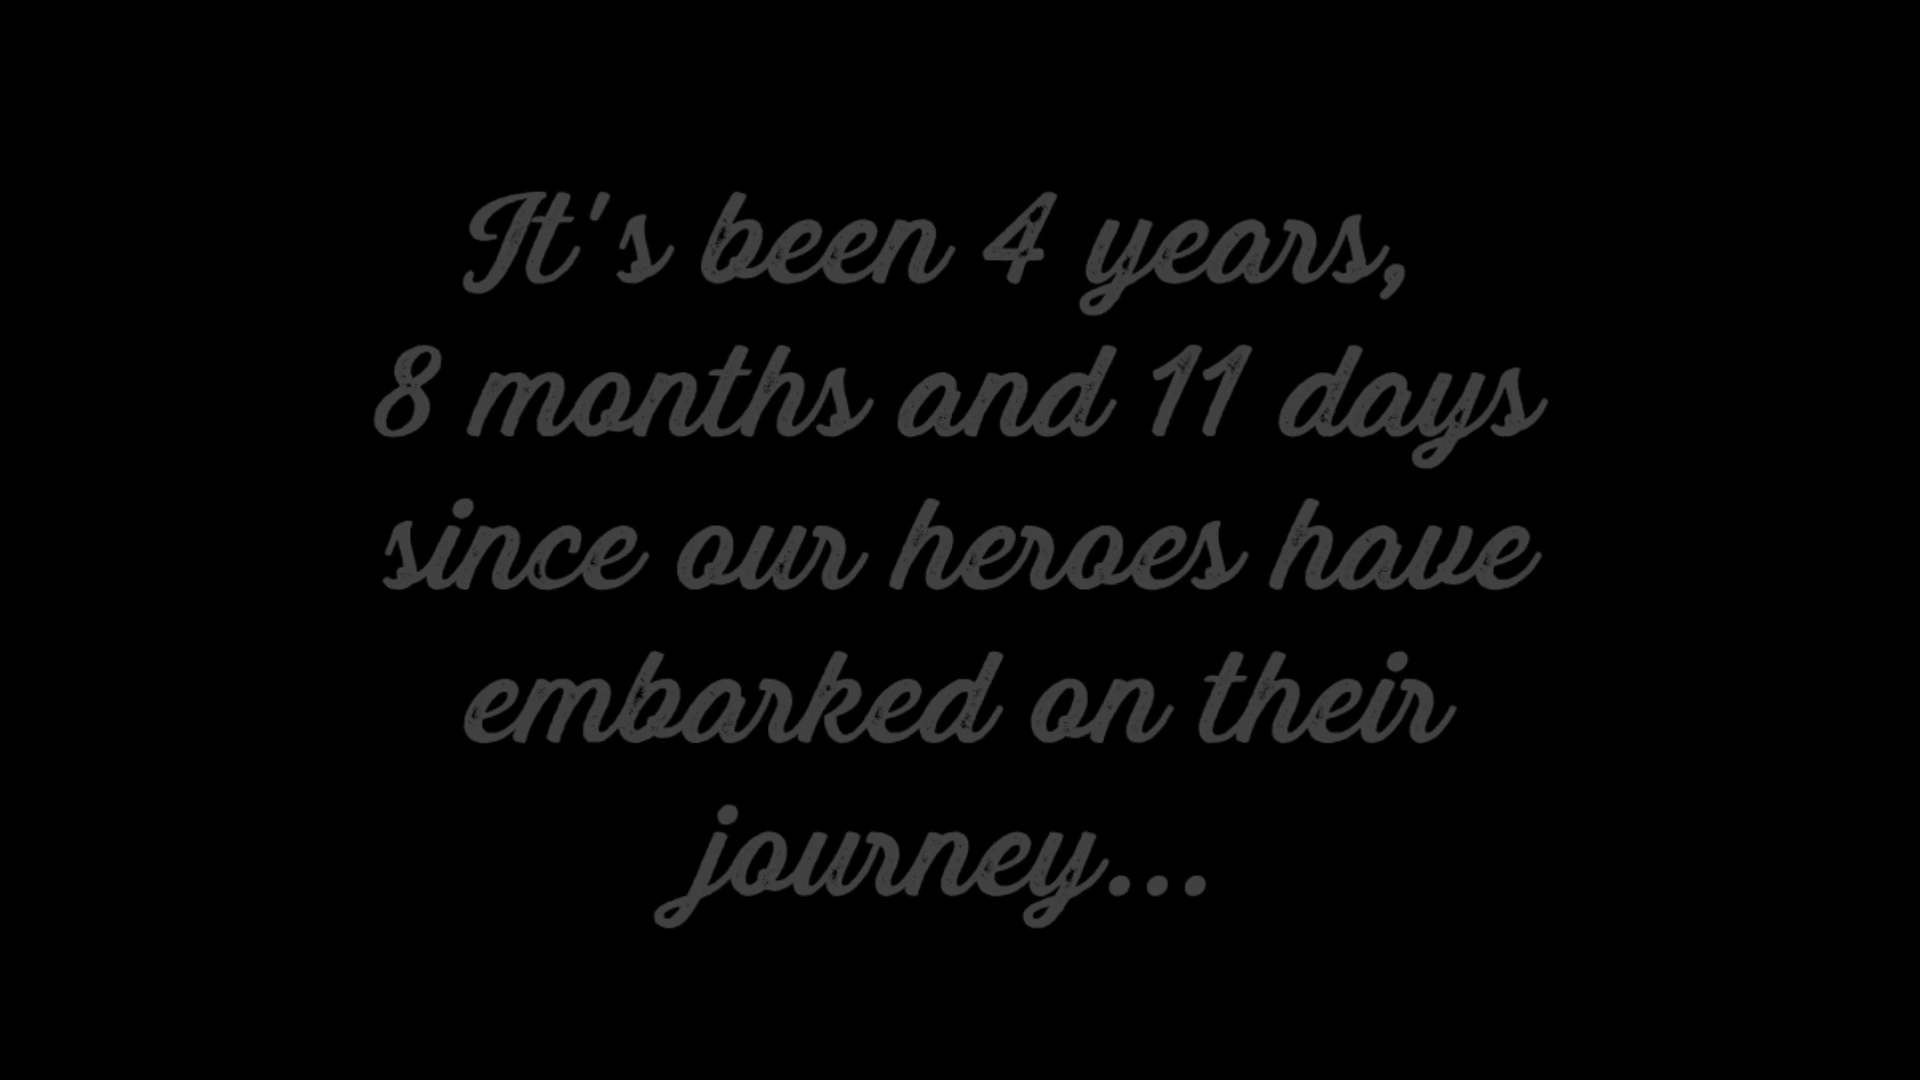 It's been 4 years,
8 months and 11 days
since our heroes have
embarked on their
journey...